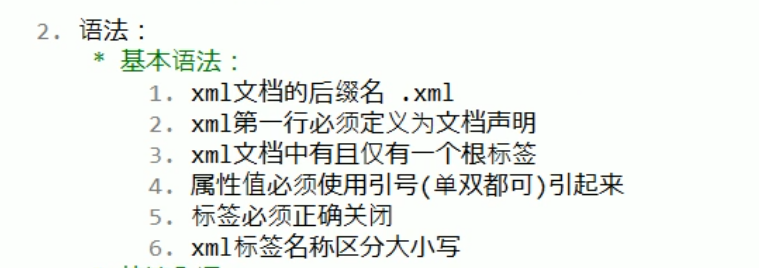 2. 语法：
* 基本语法：
1. xml文档的后缀名 .xml
2. xml第一行必须定义为文档声明
3. xml文档中有且仅有一个根标签
4. 属性值必须使用引号(单双都可)引起来
5. 标签必须正确关闭
6. xml标签名称区分大小写